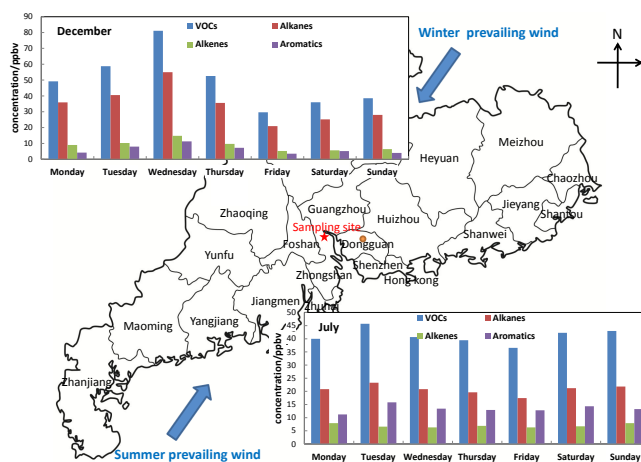 December
VOCs
Alkanes
Alkenes
Aromatics
concentration/ppbv
90
80
70
60
50
40
30
20
10
0
Monday Tuesday Wednesday Thursday Friday Saturday Sunday
Winter prevailing wind
N
Meizhou
Heyuan
Chaozhou
Jieyang
Shantou
Shanwei
Huizhou
Guangzhou
Zhaoqing
Sampling site
Foshan
Dongguan
Yunfu
Shenzhen
Hong kong
Zhongshan
Zhuhai
Jiangmen
Yangjiang
Maoming
Zhanjiang
Summer prevailing wind
July
VOCs
Alkanes
Alkenes
Aromatics
concentration/ppbv
50
45
40
35
30
25
20
15
10
5
0
Monday Tuesday Wednesday Thursday Friday Saturday Sunday